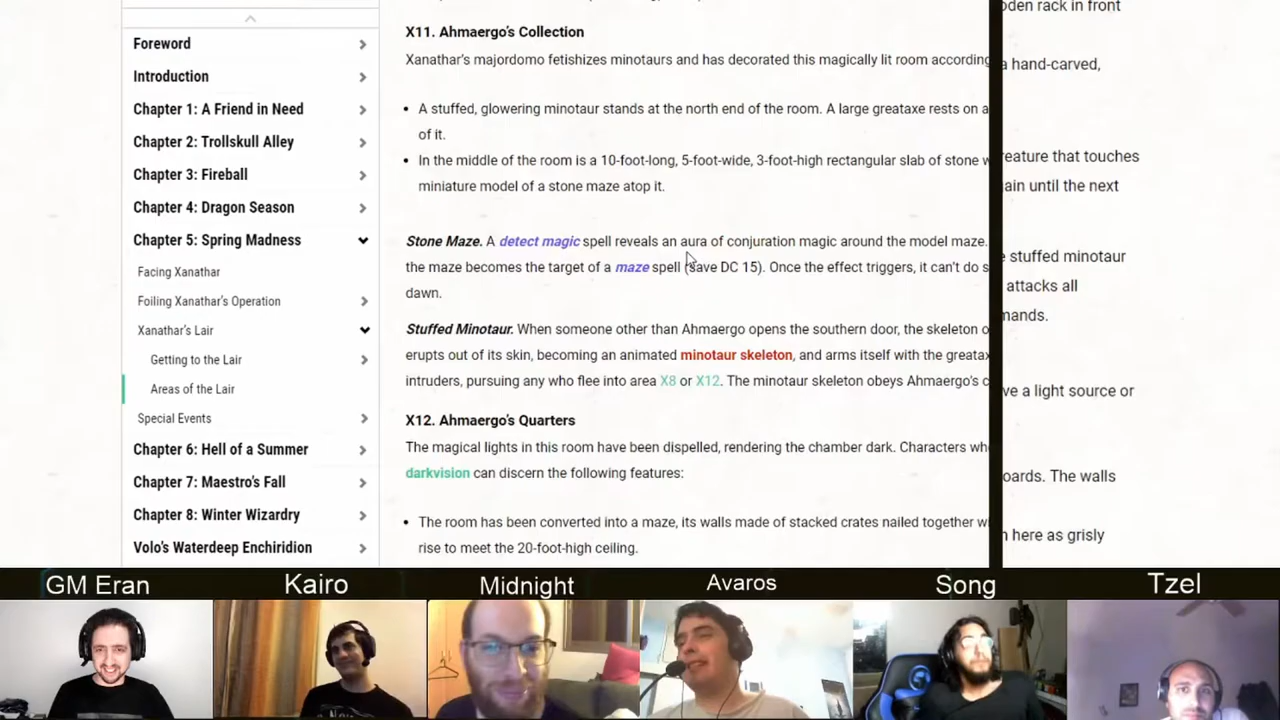 Foreword
Introduction
Chapter 1: A Friend in Need
Chapter 2: Trollskull Alley
Chapter 3: Fireball
Chapter 4: Dragon Season
Chapter 5: Spring Madness
Facing Xanathar
Foiling Xanathar's Operation
Xanathar's Lair
Getting to the Lair
Areas of the Lair
Special Events
Chapter 6: Hell of a Summer
Chapter 7: Maestro's Fall
Chapter 8: Winter Wizardry
Volo's Waterdeep Enchiridion
X11. Ahmaergo's Collection
Xanathar's majordomo fetishizes minotaurs and has decorated this magically lit room according
• A stuffed, glowering minotaur stands at the north end of the room. A large greataxe rests on a
of it.
• In the middle of the room is a 10-foot-long, 5-foot-wide, 3-foot-high rectangular slab of stone w
miniature model of a stone maze atop it.
Stone Maze. A detect magic spell reveals an aura of conjuration magic around the model maze.
the maze becomes the target of a maze spell (save DC 15). Once the effect triggers, it can't do s
dawn.
Stuffed Minotaur. When someone other than Ahmaergo opens the southern door, the skeleton o
erupts out of its skin, becoming an animated minotaur skeleton, and arms itself with the greatax
intruders, pursuing any who flee into area X8 or X12. The minotaur skeleton obeys Ahmaergo's c
X12. Ahmaergo's Quarters
The magical lights in this room have been dispelled, rendering the chamber dark. Characters wh
darkvision can discern the following features:
• The room has been converted into a maze, its walls made of stacked crates nailed together wi
rise to meet the 20-foot-high ceiling.
oden rack in front
a hand-carved,
reature that touches
ain until the next
e stuffed minotaur
attacks all
mands.
ve a light source or
oards. The walls
n here as grisly
GM Eran
Kairo
Midnight
Avaros
Song
Tzel